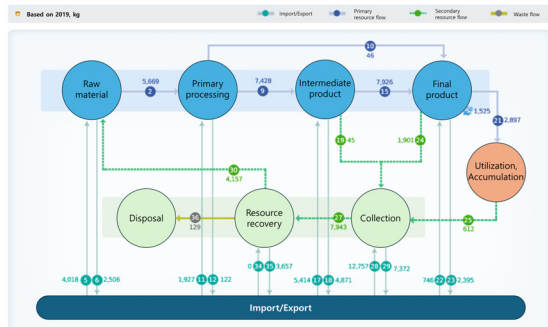 Based on 2019, kg
Import/Export
Primary
resource flow
Secondary
resource flow
Waste flow
10
46
Raw
material
5,669
2
Primary
processing
7,428
9
Intermediate
product
7,926
15
Final
product
1,525
21
2,897
19
45
1,901
24
Utilization,
Accumulation
30
4,157
Disposal
36
129
Resource
recovery
27
7,943
Collection
25
612
4,018
5
6
2,506
1,927
11
12
122
0
34
35
3,657
5,414
17
18
4,871
12,757
28
29
7,372
746
22
23
2,395
Import/Export